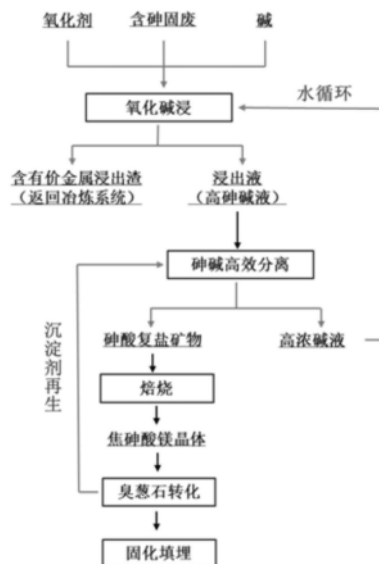 氧化剂 含砷固废 碱
氧化碱浸
水循环
含有价金属浸出渣
(返回冶炼系统)
浸出液
(高砷碱液)
砷碱高效分离
沉淀剂再生
砷酸复盐矿物
高浓碱液
焙烧
焦砷酸镁晶体
臭葱石转化
固化填埋